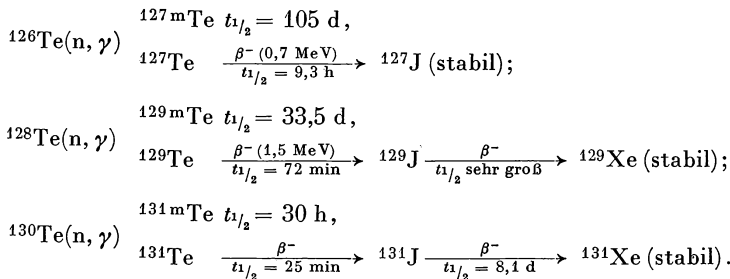 ¹²⁷ᵐTe t₁/₂ = 105 d,
¹²⁶Te(n, γ)
¹²⁷Te β⁻ (0,7 MeV) t₁/₂ = 9,3 h → ¹²⁷J (stabil);
¹²⁹ᵐTe t₁/₂ = 33,5 d,
¹²⁸Te(n, γ)
¹²⁹Te β⁻ (1,5 MeV) t₁/₂ = 72 min → ¹²⁹J β⁻ t₁/₂ sehr groß → ¹²⁹Xe (stabil);
¹³¹ᵐTe t₁/₂ = 30 h,
¹³⁰Te(n, γ)
¹³¹Te β⁻ t₁/₂ = 25 min → ¹³¹J β⁻ t₁/₂ = 8,1 d → ¹³¹Xe (stabil).